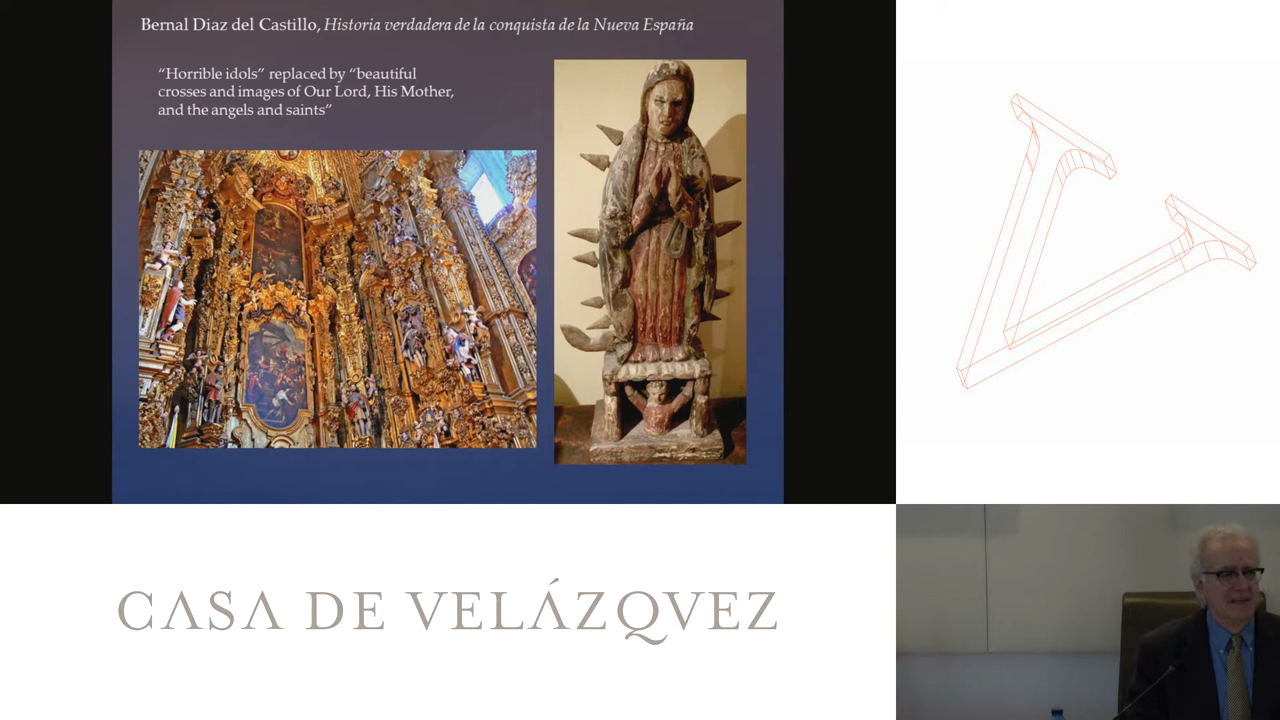 Bernal Diaz del Castillo, Historia verdadera de la conquista de la Nueva España
“Horrible idols” replaced by “beautiful
crosses and images of Our Lord, His Mother,
and the angels and saints”
CASA DE VELÁZQVEZ